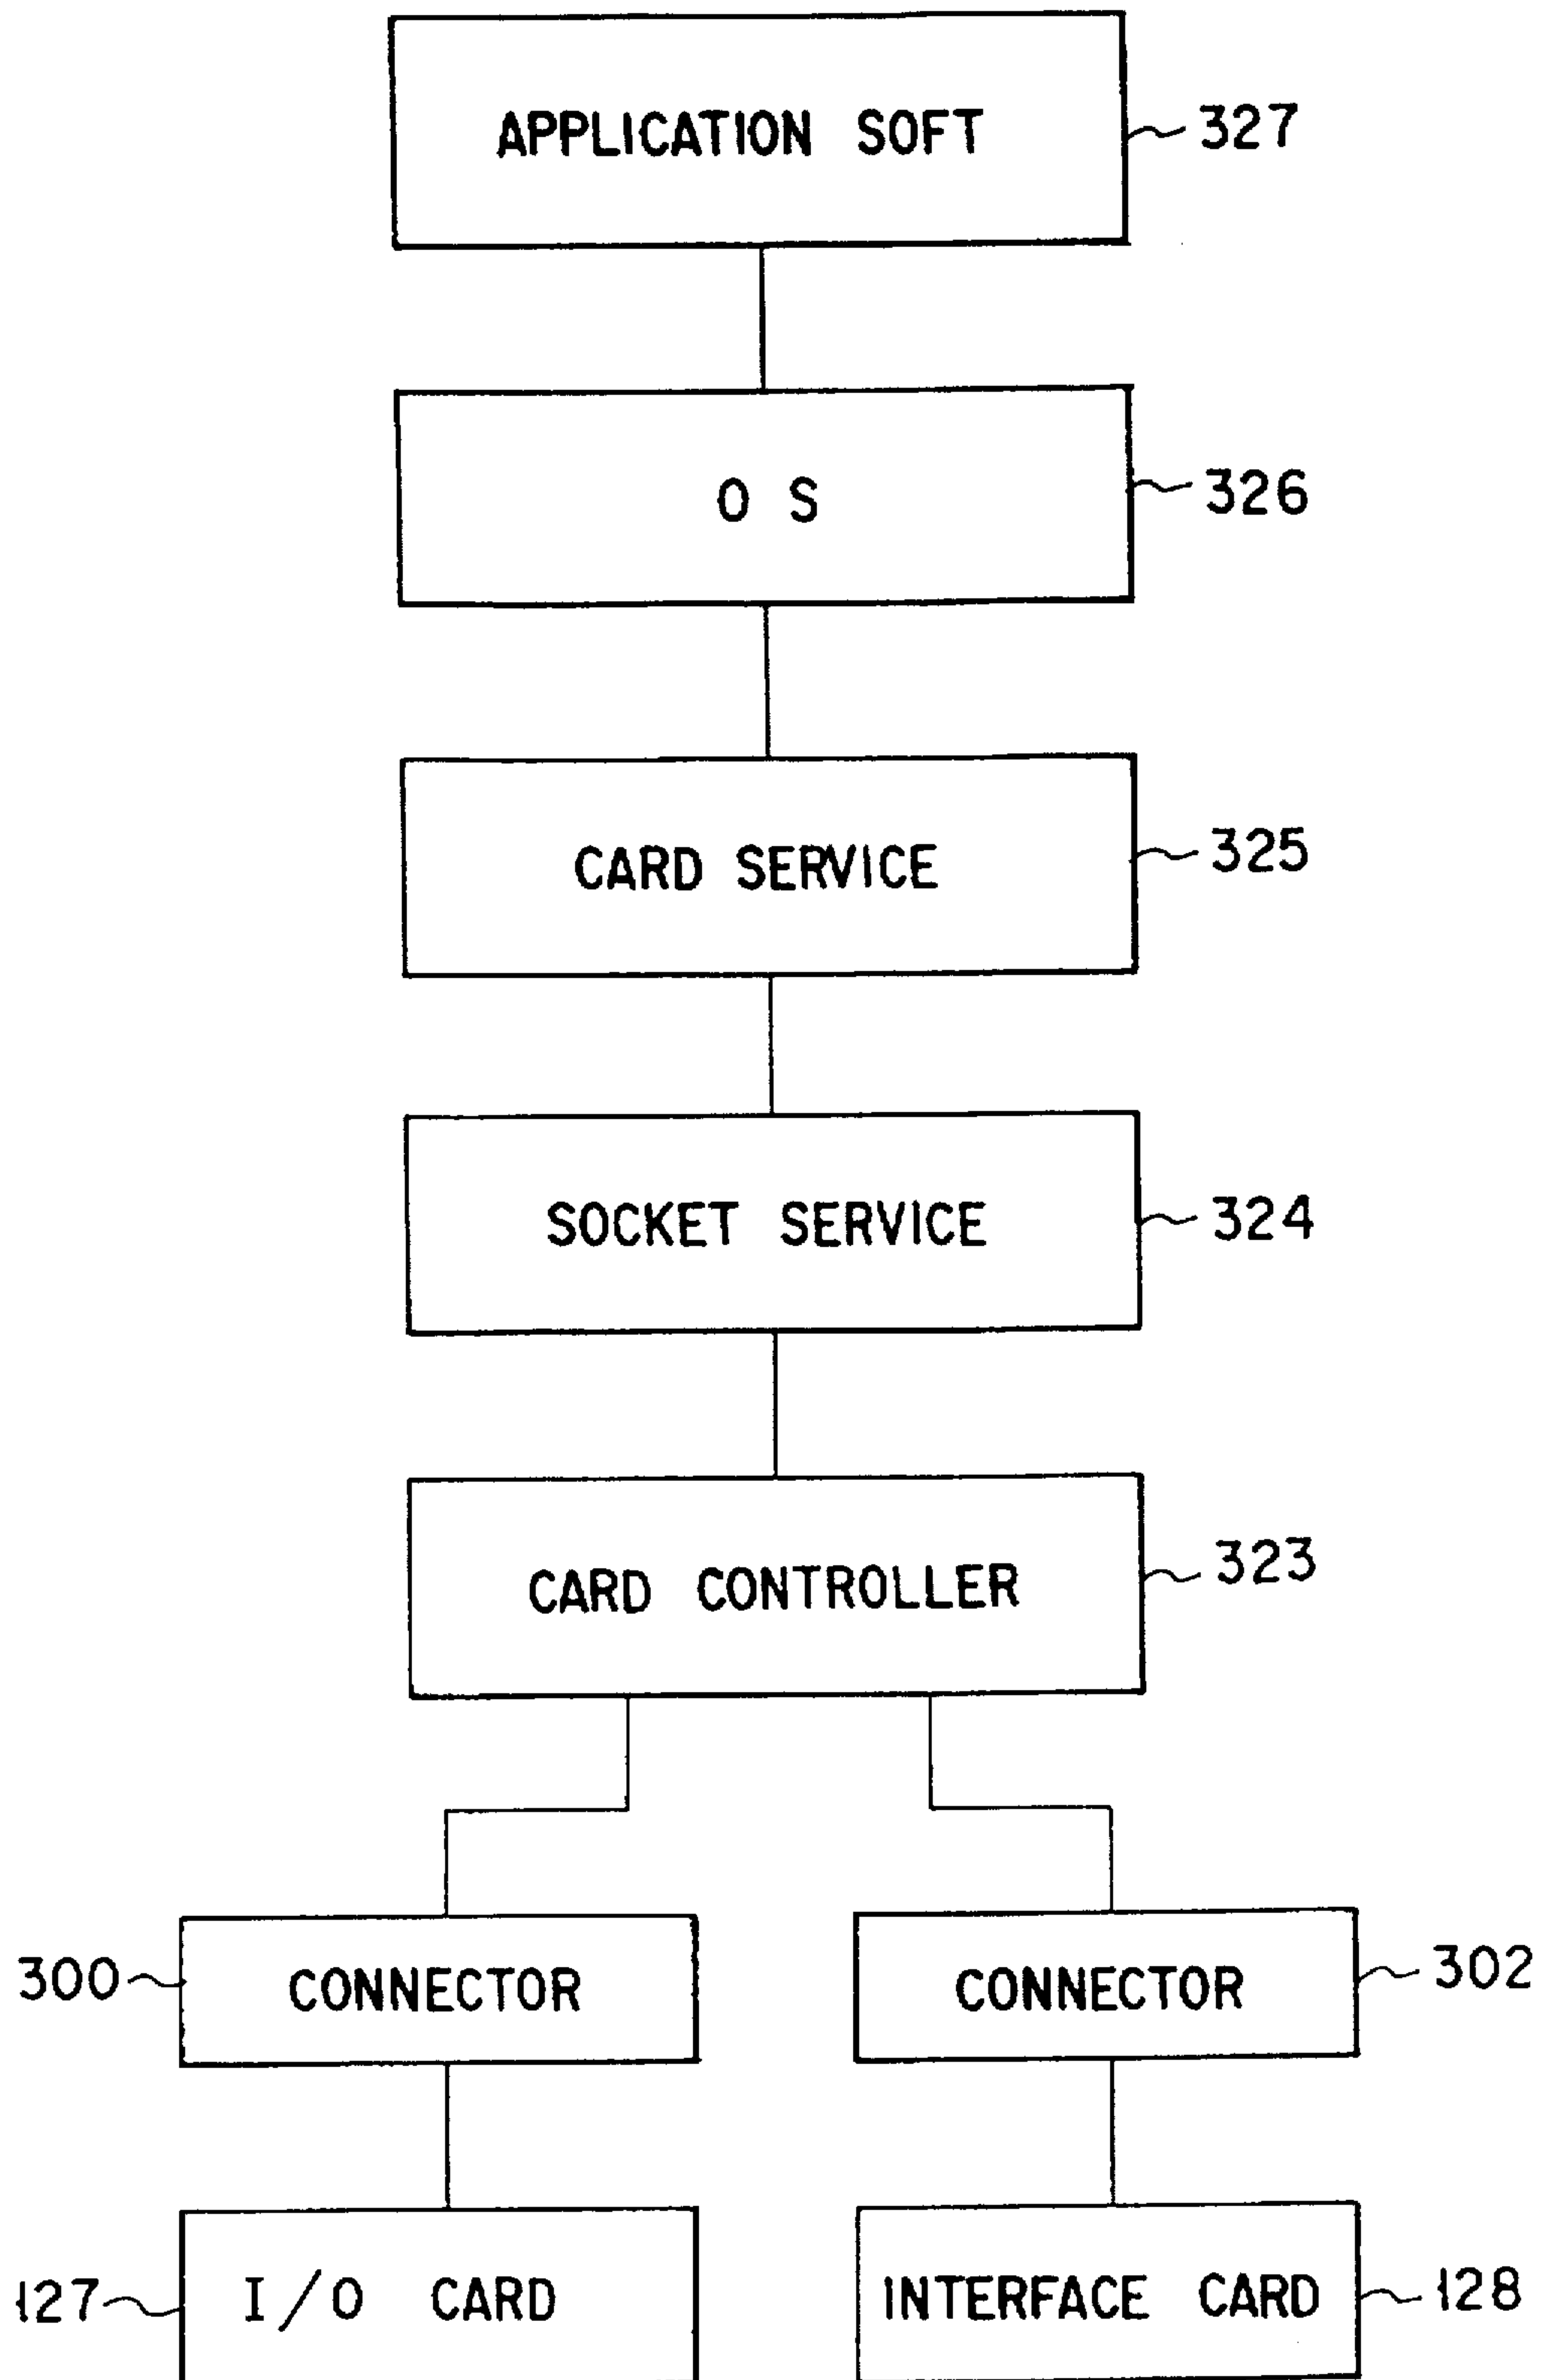 APPLICATION SOFT 327
O S 326
CARD SERVICE 325
SOCKET SERVICE 324
CARD CONTROLLER 323
300 CONNECTOR CONNECTOR 302
127 I/O CARD INTERFACE CARD 128